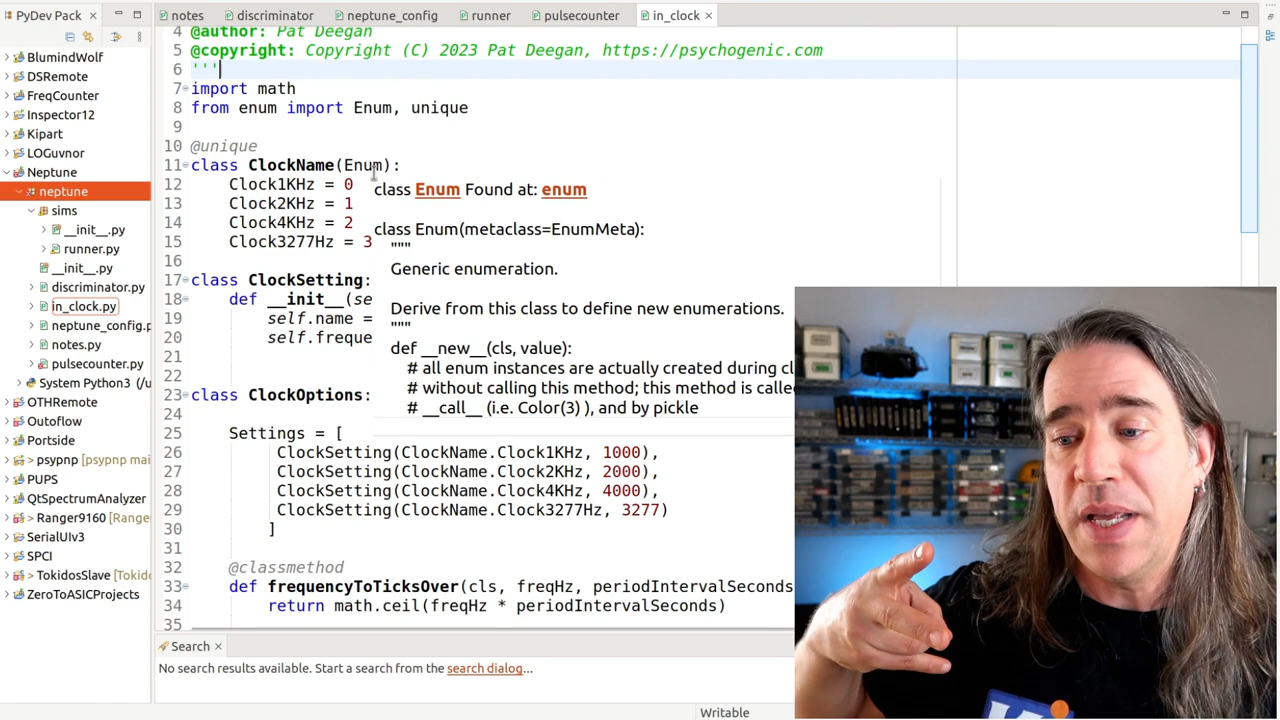 PyDev Pack
notes
discriminator
neptune_config
runner
pulsecounter
in_clock
BlumindWolf
DSRemote
FreqCounter
Inspector12
Kipart
LOGuvnor
Neptune
neptune
sims
__init__.py
runner.py
__init__.py
discriminator.py
in_clock.py
neptune_config.p
notes.py
pulsecounter.py
System Python3 (/u
OTHRemote
Outoflow
Portside
> psypnp [psypnp mai
PUPS
QtSpectrumAnalyzer
> Ranger9160 [Range
SerialUIv3
SPCI
> TokidosSlave [Tokid
ZeroToASICProjects
4 @author: Pat Deegan
5 @copyright: Copyright (C) 2023 Pat Deegan, https://psychogenic.com
6 '''
7 import math
8 from enum import Enum, unique
9
10 @unique
11 class ClockName(Enum):
12 Clock1KHz = 0
13 Clock2KHz = 1
14 Clock4KHz = 2
15 Clock3277Hz = 3
16
17 class ClockSetting:
18 def __init__(se
19 self.name =
20 self.freque
21
22
23 class ClockOptions:
24
25 Settings = [
26 ClockSetting(ClockName.Clock1KHz, 1000),
27 ClockSetting(ClockName.Clock2KHz, 2000),
28 ClockSetting(ClockName.Clock4KHz, 4000),
29 ClockSetting(ClockName.Clock3277Hz, 3277)
30 ]
31
32 @classmethod
33 def frequencyToTicksOver(cls, freqHz, periodIntervalSeconds
34 return math.ceil(freqHz * periodIntervalSeconds)
35
class Enum Found at: enum
class Enum(metaclass=EnumMeta):
"""
Generic enumeration.
Derive from this class to define new enumerations.
"""
def __new__(cls, value):
# all enum instances are actually created during cl
# without calling this method; this method is called
# __call__ (i.e. Color(3) ), and by pickle
Search
No search results available. Start a search from the search dialog...
Writable